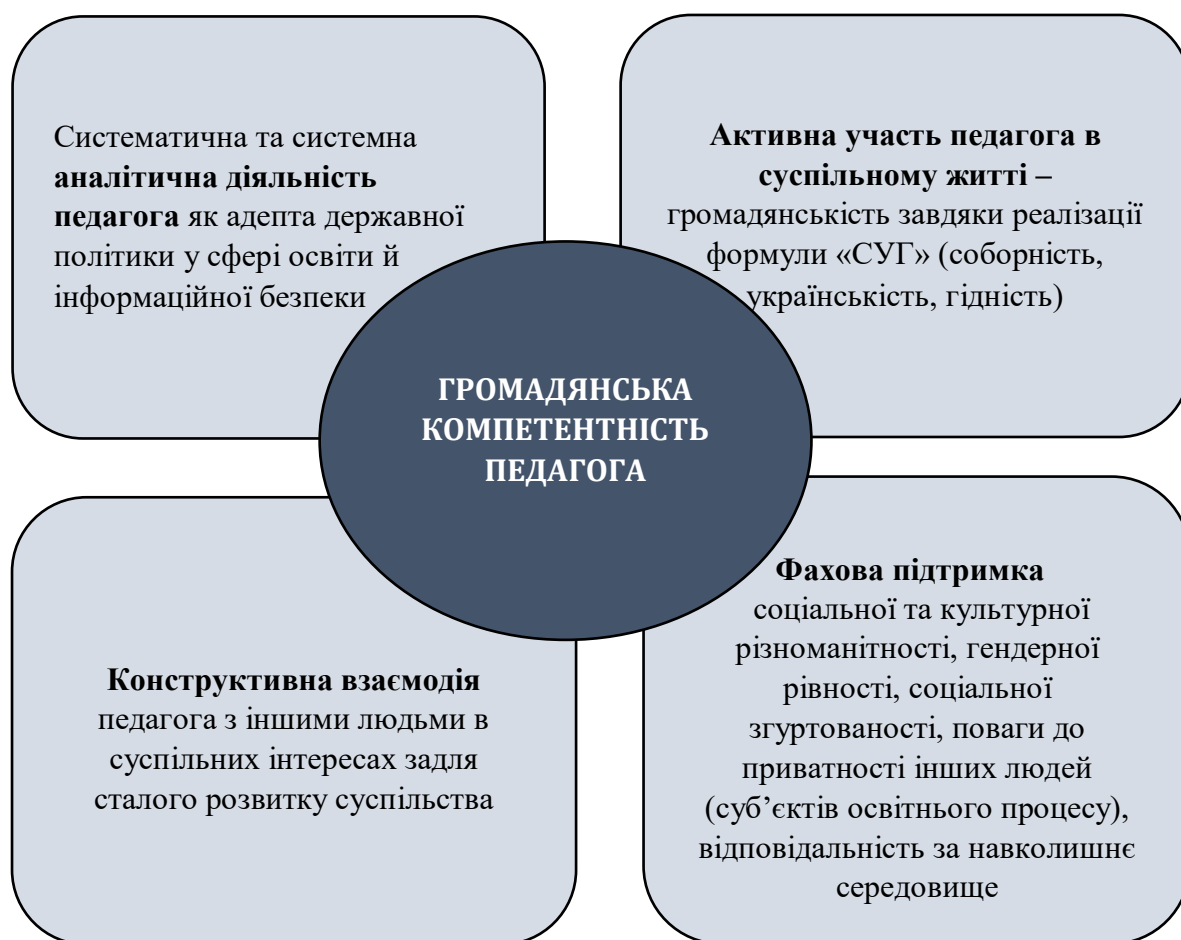 Систематична та системна
аналітична діяльність
педагога як адепта державної
політики у сфері освіти й
інформаційної безпеки
Активна участь педагога в
суспільному житті –
громадянськість завдяки реалізації
формули «СУГ» (соборність,
українськість, гідність)
ГРОМАДЯНСЬКА
КОМПЕТЕНТНІСТЬ
ПЕДАГОГА
Конструктивна взаємодія
педагога з іншими людьми в
суспільних інтересах задля
сталого розвитку суспільства
Фахова підтримка
соціальної та культурної
різноманітності, гендерної
рівності, соціальної
згуртованості, поваги до
приватності інших людей
(суб’єктів освітнього процесу),
відповідальність за навколишнє
середовище